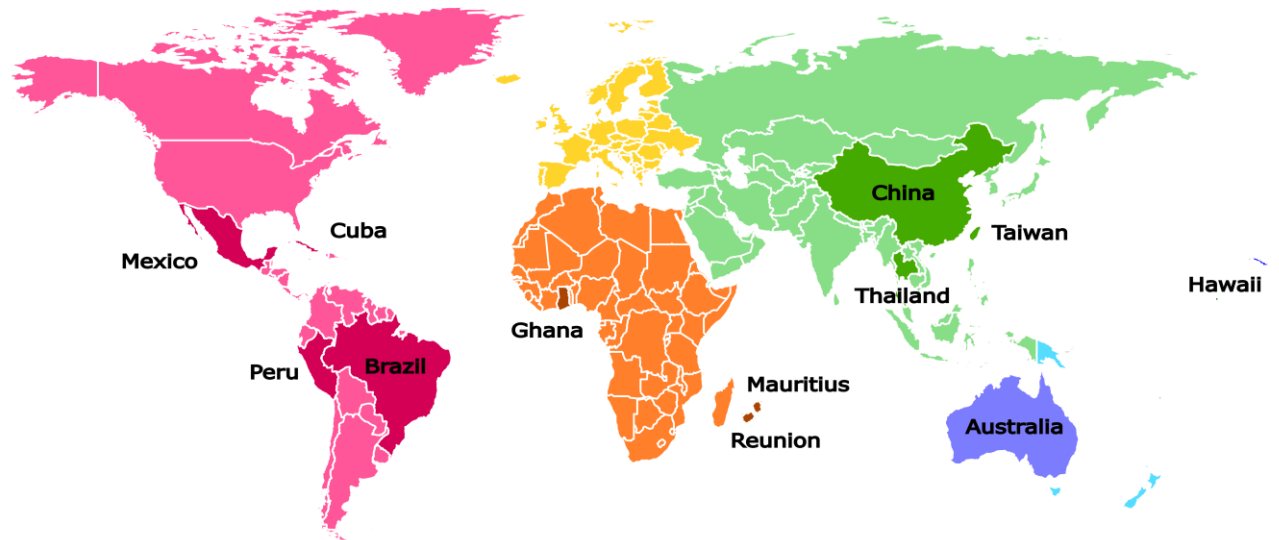 China
Cuba
Taiwan
Mexico
Hawaii
Thailand
Ghana
Peru
Brazil
Mauritius
Australia
Reunion